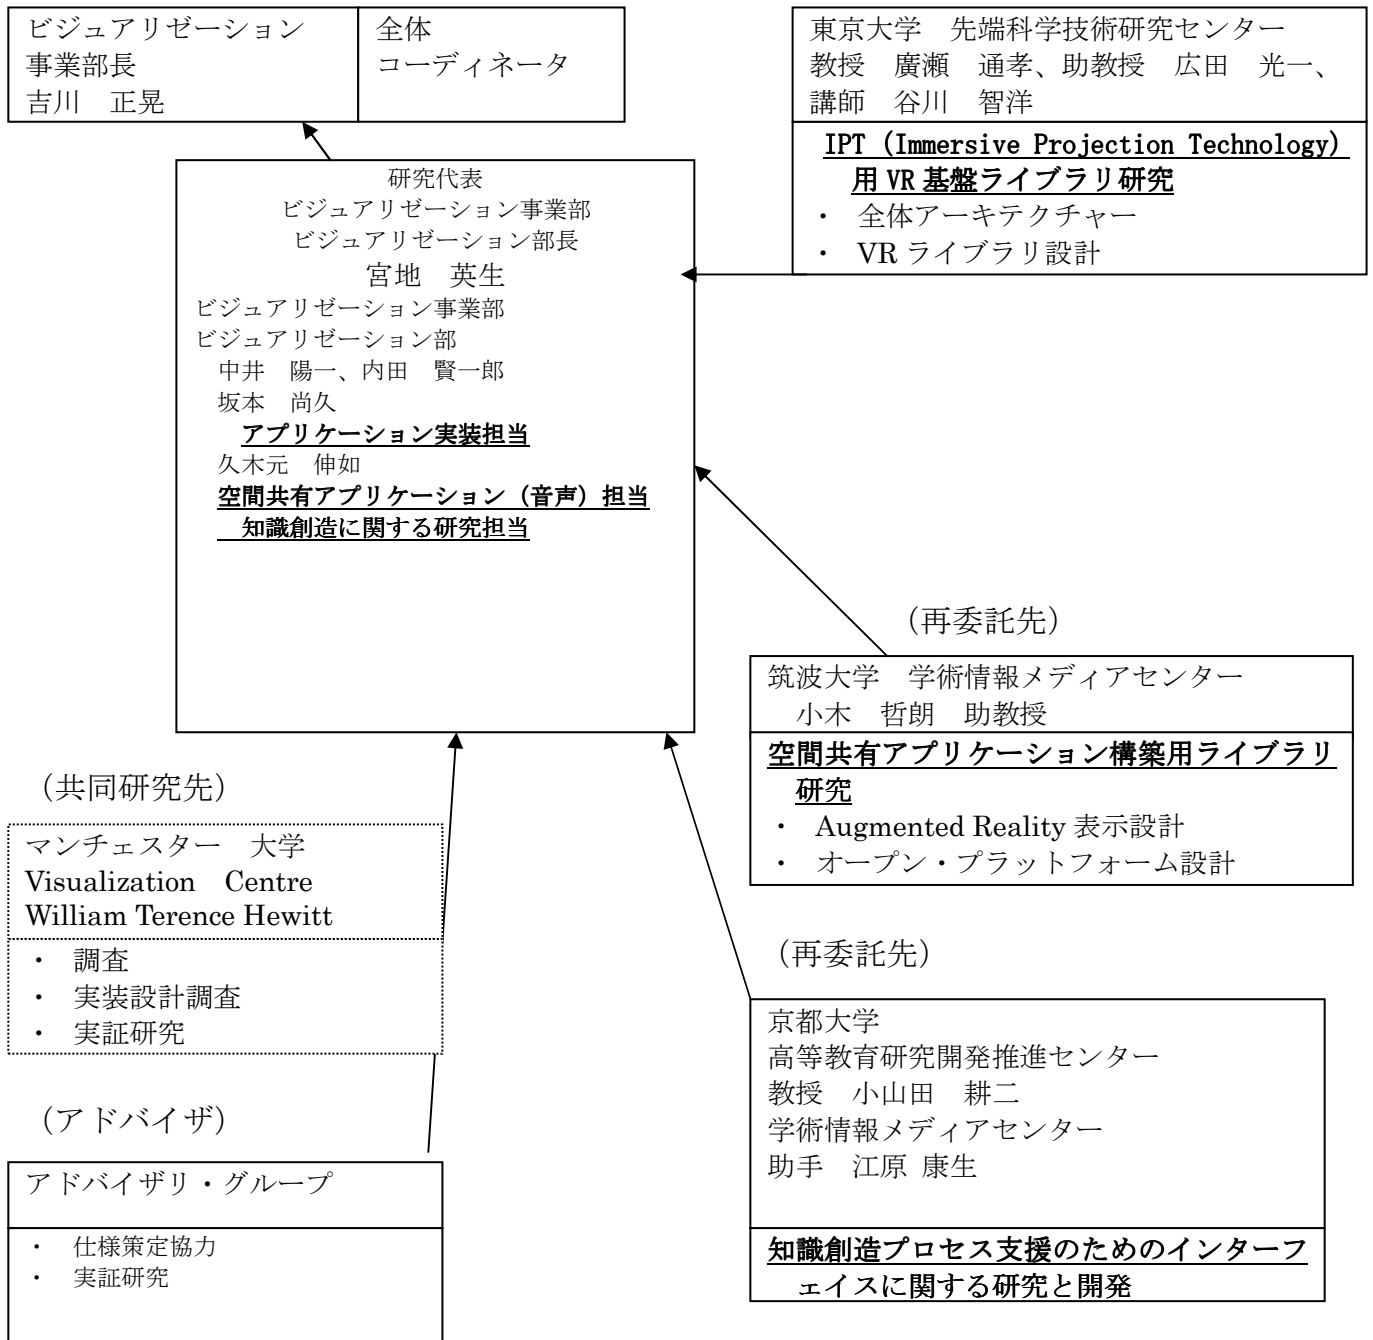 ビジュアリゼーション
事業部長
吉川　正晃
全体
コーディネータ
東京大学　先端科学技術研究センター
教授　廣瀬　通孝、助教授　広田　光一、
講師　谷川　智洋
IPT（Immersive Projection Technology）
用 VR 基盤ライブラリ研究
・ 全体アーキテクチャー
・ VR ライブラリ設計
研究代表
ビジュアリゼーション事業部
ビジュアリゼーション部長
宮地　英生
ビジュアリゼーション事業部
ビジュアリゼーション部
中井　陽一、内田　賢一郎
坂本　尚久
アプリケーション実装担当
久木元　伸如
空間共有アプリケーション（音声）担当
知識創造に関する研究担当
（再委託先）
筑波大学　学術情報メディアセンター
小木　哲朗　助教授
空間共有アプリケーション構築用ライブラリ
研究
・ Augmented Reality 表示設計
・ オープン・プラットフォーム設計
（共同研究先）
マンチェスター　大学
Visualization　Centre
William Terence Hewitt
・ 調査
・ 実装設計調査
・ 実証研究
（再委託先）
京都大学
高等教育研究開発推進センター
教授　小山田　耕二
学術情報メディアセンター
助手　江原 康生
知識創造プロセス支援のためのインターフ
ェイスに関する研究と開発
（アドバイザ）
アドバイザリ・グループ
・ 仕様策定協力
・ 実証研究